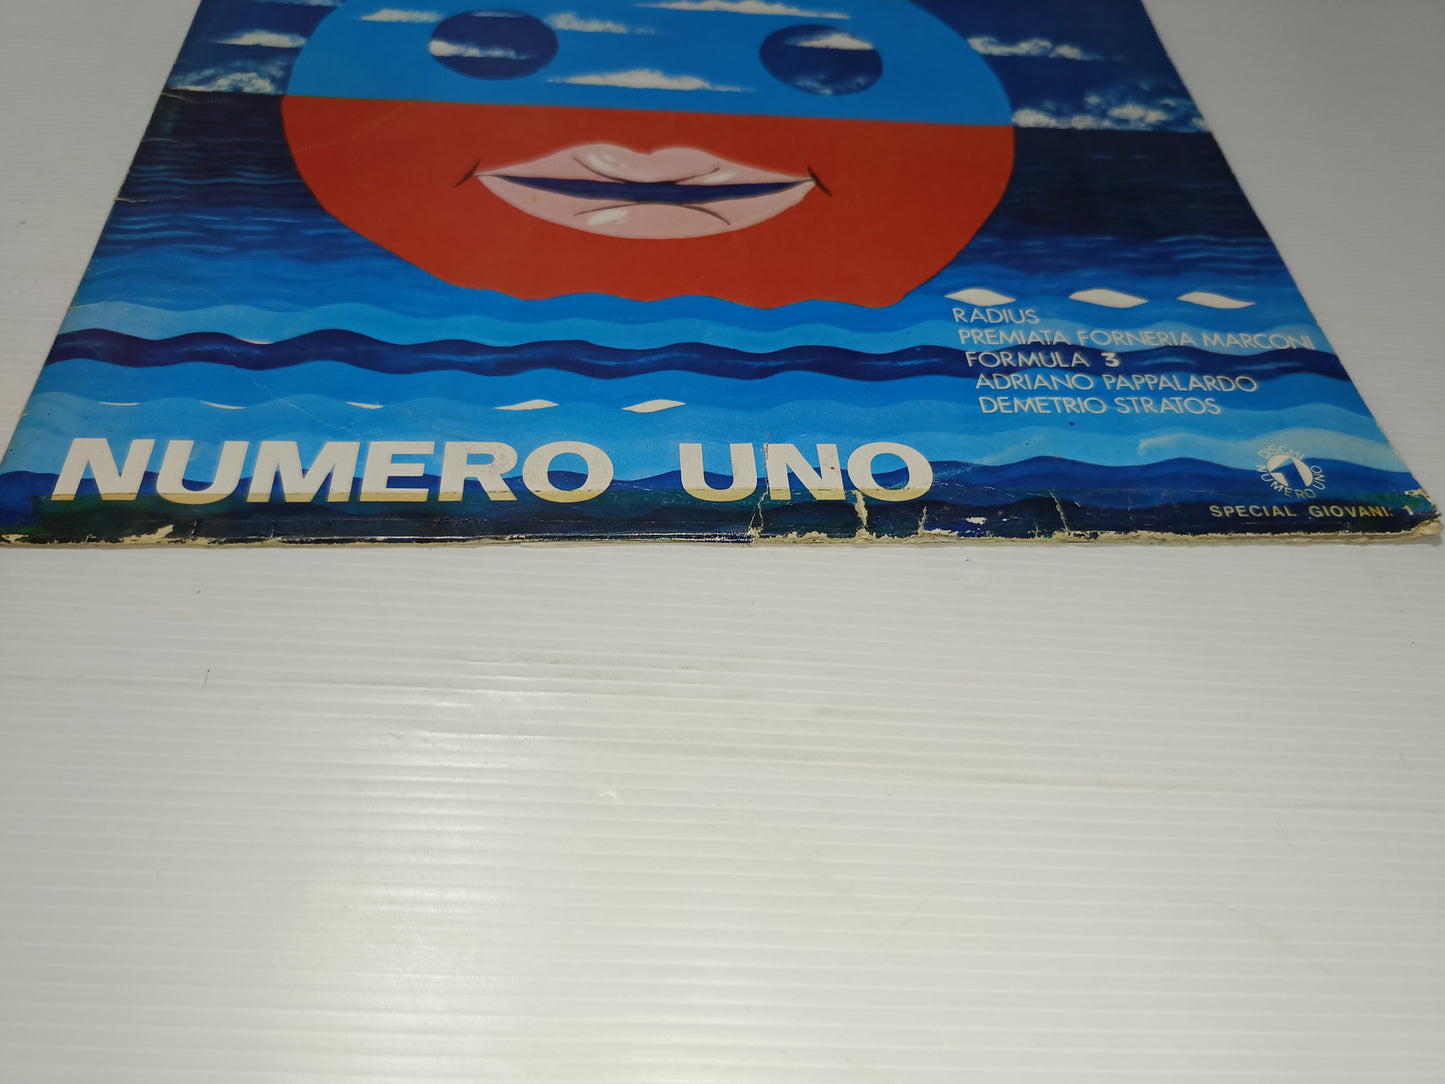 RADIUS
PREMIATA FORNERIA MARCONI
FORMULA 3
ADRIANO PAPPALARDO
DEMETRIO STRATOS
NUMERO UNO
DISCHI NUMERO UNO
SPECIAL GIOVANI: 1